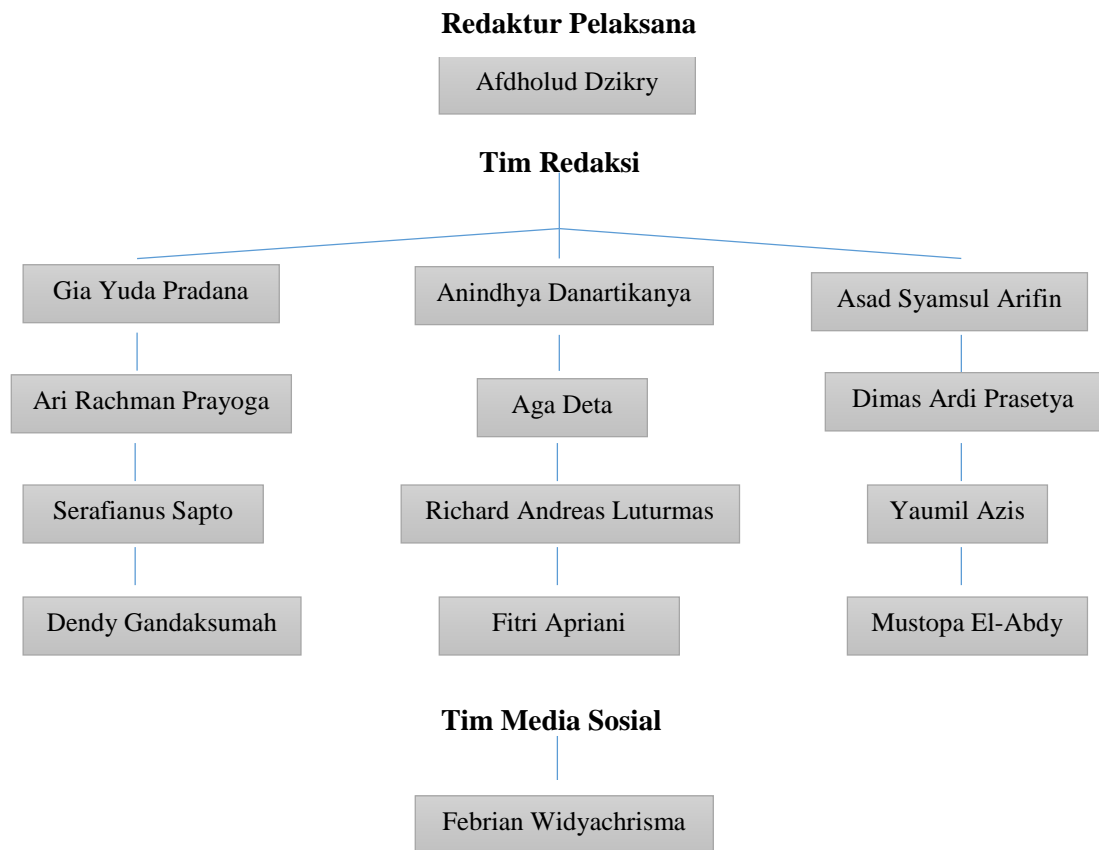 Redaktur Pelaksana
Afdholud Dzikry
Tim Redaksi
Gia Yuda Pradana
Anindhya Danartikanya
Asad Syamsul Arifin
Ari Rachman Prayoga
Aga Deta
Dimas Ardi Prasetya
Serafianus Sapto
Richard Andreas Luturmas
Yaumil Azis
Dendy Gandaksumah
Fitri Apriani
Mustopa El-Abdy
Tim Media Sosial
Febrian Widyachrisma